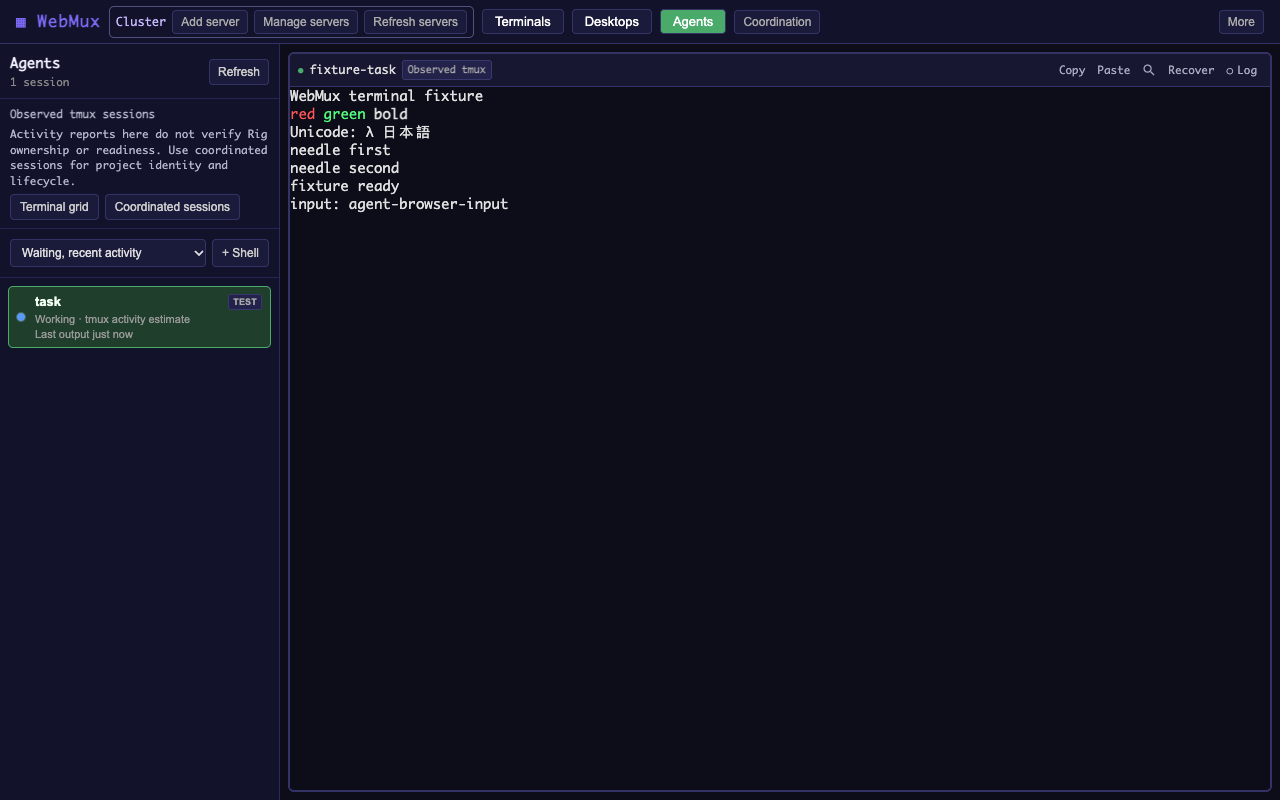 WebMux Cluster Add server Manage servers Refresh servers Terminals Desktops Agents Coordination More
Agents
1 session
Refresh
Observed tmux sessions
Activity reports here do not verify Rig
ownership or readiness. Use coordinated
sessions for project identity and
lifecycle.
Terminal grid Coordinated sessions
Waiting, recent activity + Shell
task TEST
Working · tmux activity estimate
Last output just now
fixture-task Observed tmux Copy Paste Recover Log
WebMux terminal fixture
red green bold
Unicode: λ 日本語
needle first
needle second
fixture ready
input: agent-browser-input